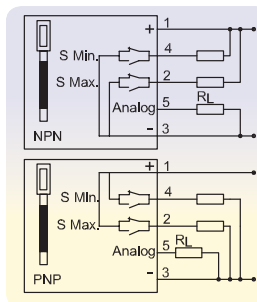 + 1
S Min. 4
S Max. 2
Analog 5 RL
NPN - 3
+ 1
S MIn. 4
S Max. 2
Analog 5 RL
PNP - 3